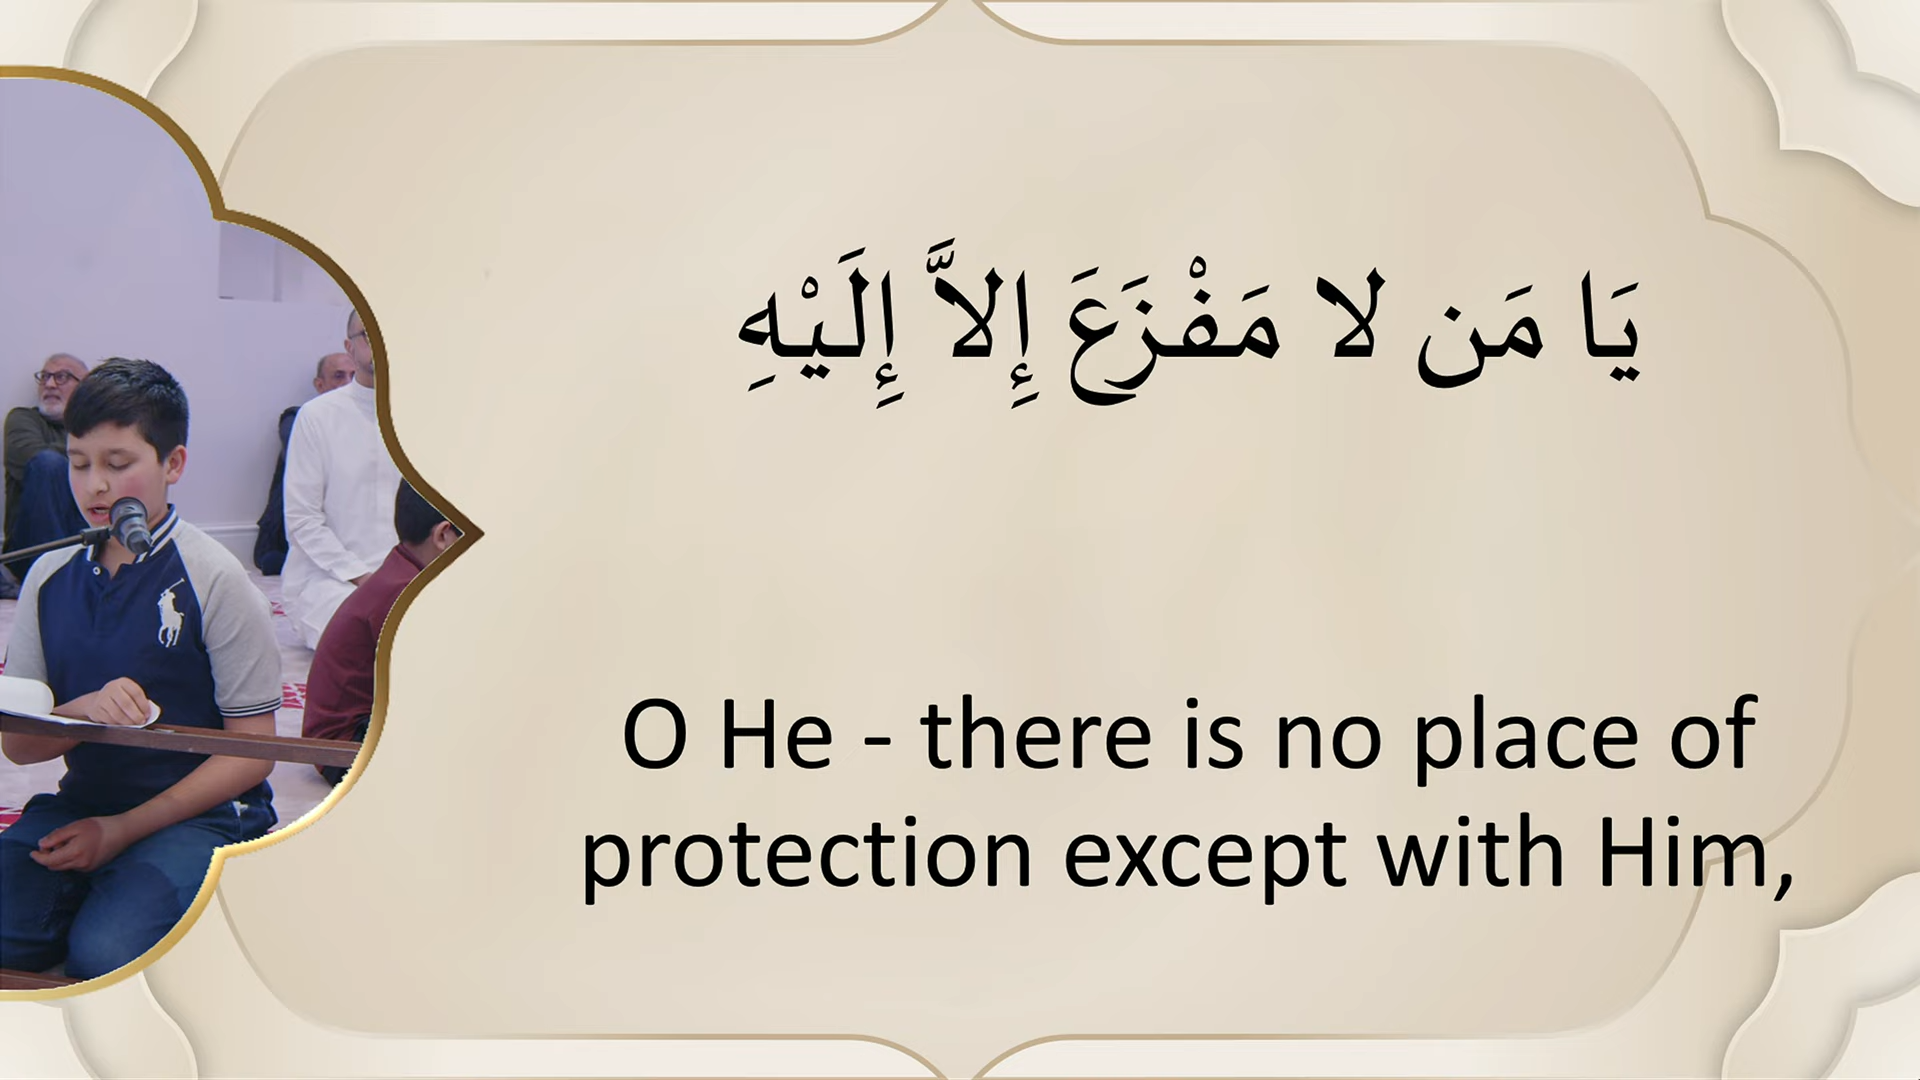 يَا مَن لا مَفْزَعَ إِلاَّ إِلَيْهِ
O He - there is no place of
protection except with Him,